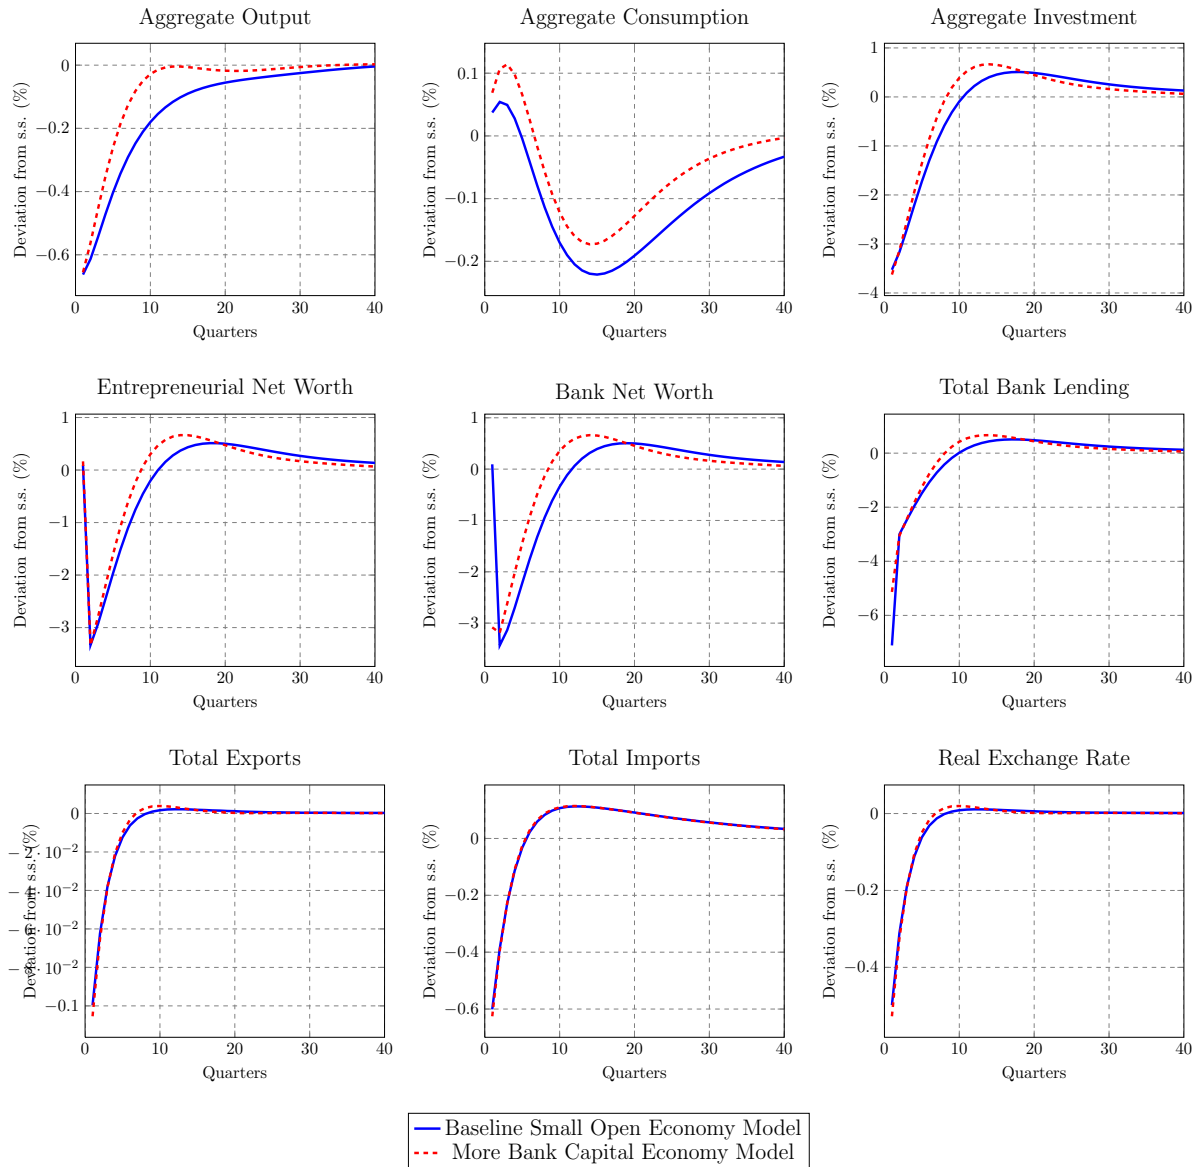 Aggregate Output
Aggregate Consumption
Aggregate Investment
Deviation from s.s. (%)
0
−0.2
−0.4
−0.6
0 10 20 30 40
Quarters
Deviation from s.s. (%)
0.1
0
−0.1
−0.2
0 10 20 30 40
Quarters
Deviation from s.s. (%)
1
0
−1
−2
−3
−4
0 10 20 30 40
Quarters
Entrepreneurial Net Worth
Bank Net Worth
Total Bank Lending
Deviation from s.s. (%)
1
0
−1
−2
−3
0 10 20 30 40
Quarters
Deviation from s.s. (%)
1
0
−1
−2
−3
0 10 20 30 40
Quarters
Deviation from s.s. (%)
0
−2
−4
−6
0 10 20 30 40
Quarters
Total Exports
Total Imports
Real Exchange Rate
Deviation from s.s. (%)
0
−2 · 10−2
−4 · 10−2
−6 · 10−2
−8 · 10−2
−0.1
0 10 20 30 40
Quarters
Deviation from s.s. (%)
0
−0.2
−0.4
−0.6
0 10 20 30 40
Quarters
Deviation from s.s. (%)
0
−0.2
−0.4
0 10 20 30 40
Quarters
Baseline Small Open Economy Model
More Bank Capital Economy Model